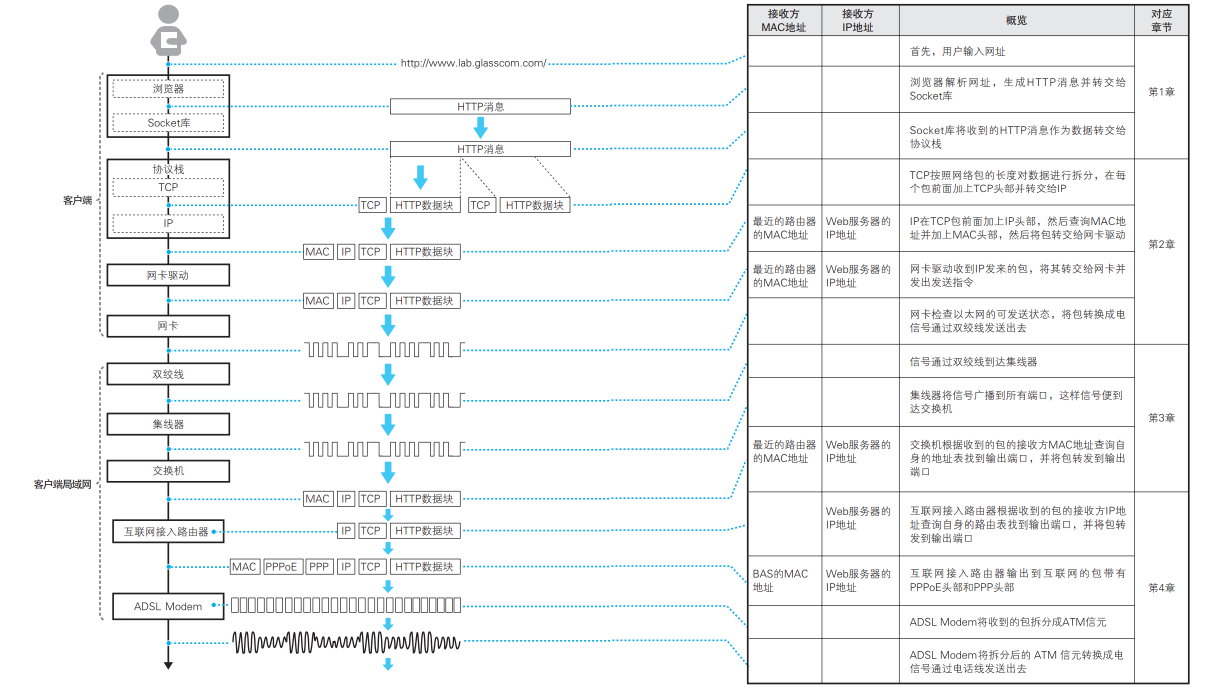 http://www.lab.glasscom.com/
浏览器
HTTP消息
Socket库
HTTP消息
协议栈
TCP
TCP HTTP数据块 TCP HTTP数据块
客户端
IP
MAC IP TCP HTTP数据块
网卡驱动
MAC IP TCP HTTP数据块
网卡
双绞线
集线器
交换机
客户端局域网
MAC IP TCP HTTP数据块
互联网接入路由器
IP TCP HTTP数据块
MAC PPPoE PPP IP TCP HTTP数据块
ADSL Modem
接收方
MAC地址
接收方
IP地址
概览
对应
章节
首先，用户输入网址
浏览器解析网址，生成HTTP消息并转交给
Socket库
第1章
Socket库将收到的HTTP消息作为数据转交给
协议栈
TCP按照网络包的长度对数据进行拆分，在每
个包前面加上TCP头部并转交给IP
最近的路由器
的MAC地址
Web服务器的
IP地址
IP在TCP包前面加上IP头部，然后查询MAC地
址并加上MAC头部，然后将包转交给网卡驱动
第2章
最近的路由器
的MAC地址
Web服务器的
IP地址
网卡驱动收到IP发来的包，将其转交给网卡并
发出发送指令
网卡检查以太网的可发送状态，将包转换成电
信号通过双绞线发送出去
信号通过双绞线到达集线器
集线器将信号广播到所有端口，这样信号便到
达交换机
第3章
最近的路由器
的MAC地址
Web服务器的
IP地址
交换机根据收到的包的接收方MAC地址查询自
身的地址表找到输出端口，并将包转发到输出
端口
Web服务器的
IP地址
互联网接入路由器根据收到的包的接收方IP地
址查询自身的路由表找到输出端口，并将包转
发到输出端口
BAS的MAC
地址
Web服务器的
IP地址
互联网接入路由器输出到互联网的包带有
PPPoE头部和PPP头部
第4章
ADSL Modem将收到的包拆分成ATM信元
ADSL Modem将拆分后的 ATM 信元转换成电
信号通过电话线发送出去